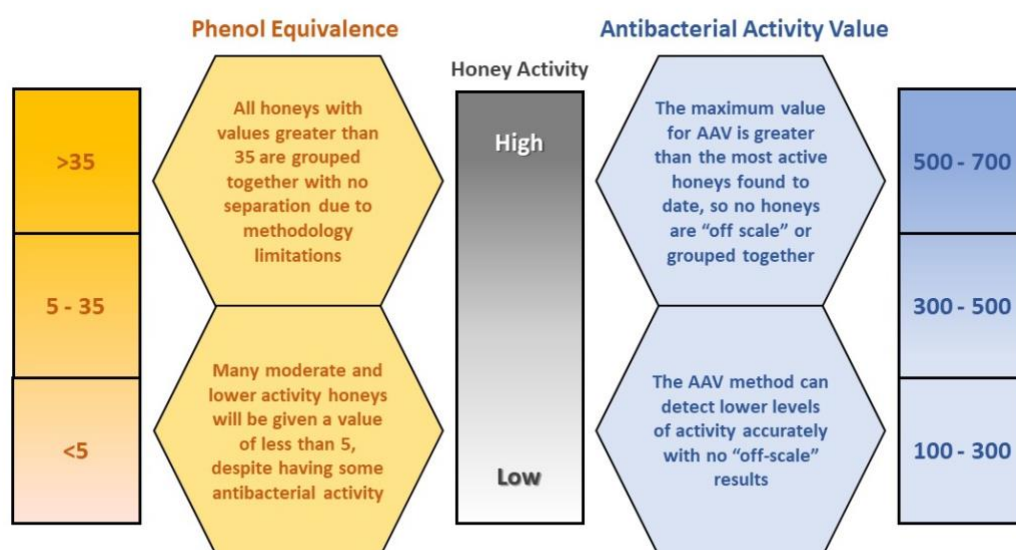 Phenol Equivalence
Antibacterial Activity Value
Honey Activity
>35
5 - 35
<5
All honeys with
values greater than
35 are grouped
together with no
separation due to
methodology
limitations
Many moderate and
lower activity honeys
will be given a value
of less than 5,
despite having some
antibacterial activity
High
Low
The maximum value
for AAV is greater
than the most active
honeys found to
date, so no honeys
are “off scale” or
grouped together
The AAV method can
detect lower levels
of activity accurately
with no “off-scale”
results
500 - 700
300 - 500
100 - 300